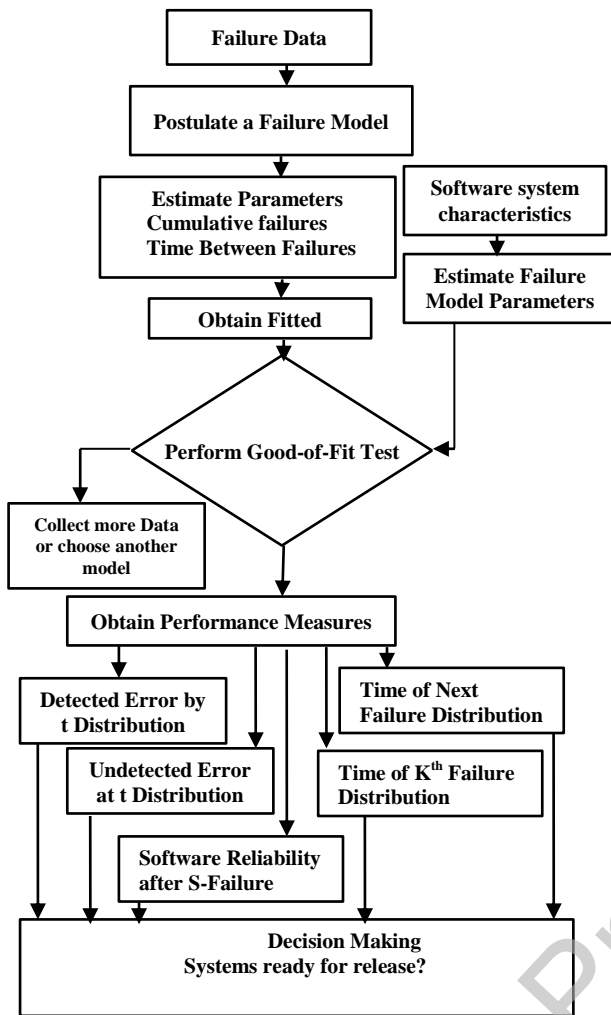 Failure Data
Postulate a Failure Model
Estimate Parameters
Cumulative failures
Time Between Failures
Software system
characteristics
Estimate Failure
Model Parameters
Obtain Fitted
Perform Good-of-Fit Test
Collect more Data
or choose another
model
Obtain Performance Measures
Detected Error by
t Distribution
Time of Next
Failure Distribution
Undetected Error
at t Distribution
Time of Kth Failure
Distribution
Software Reliability
after S-Failure
Decision Making
Systems ready for release?